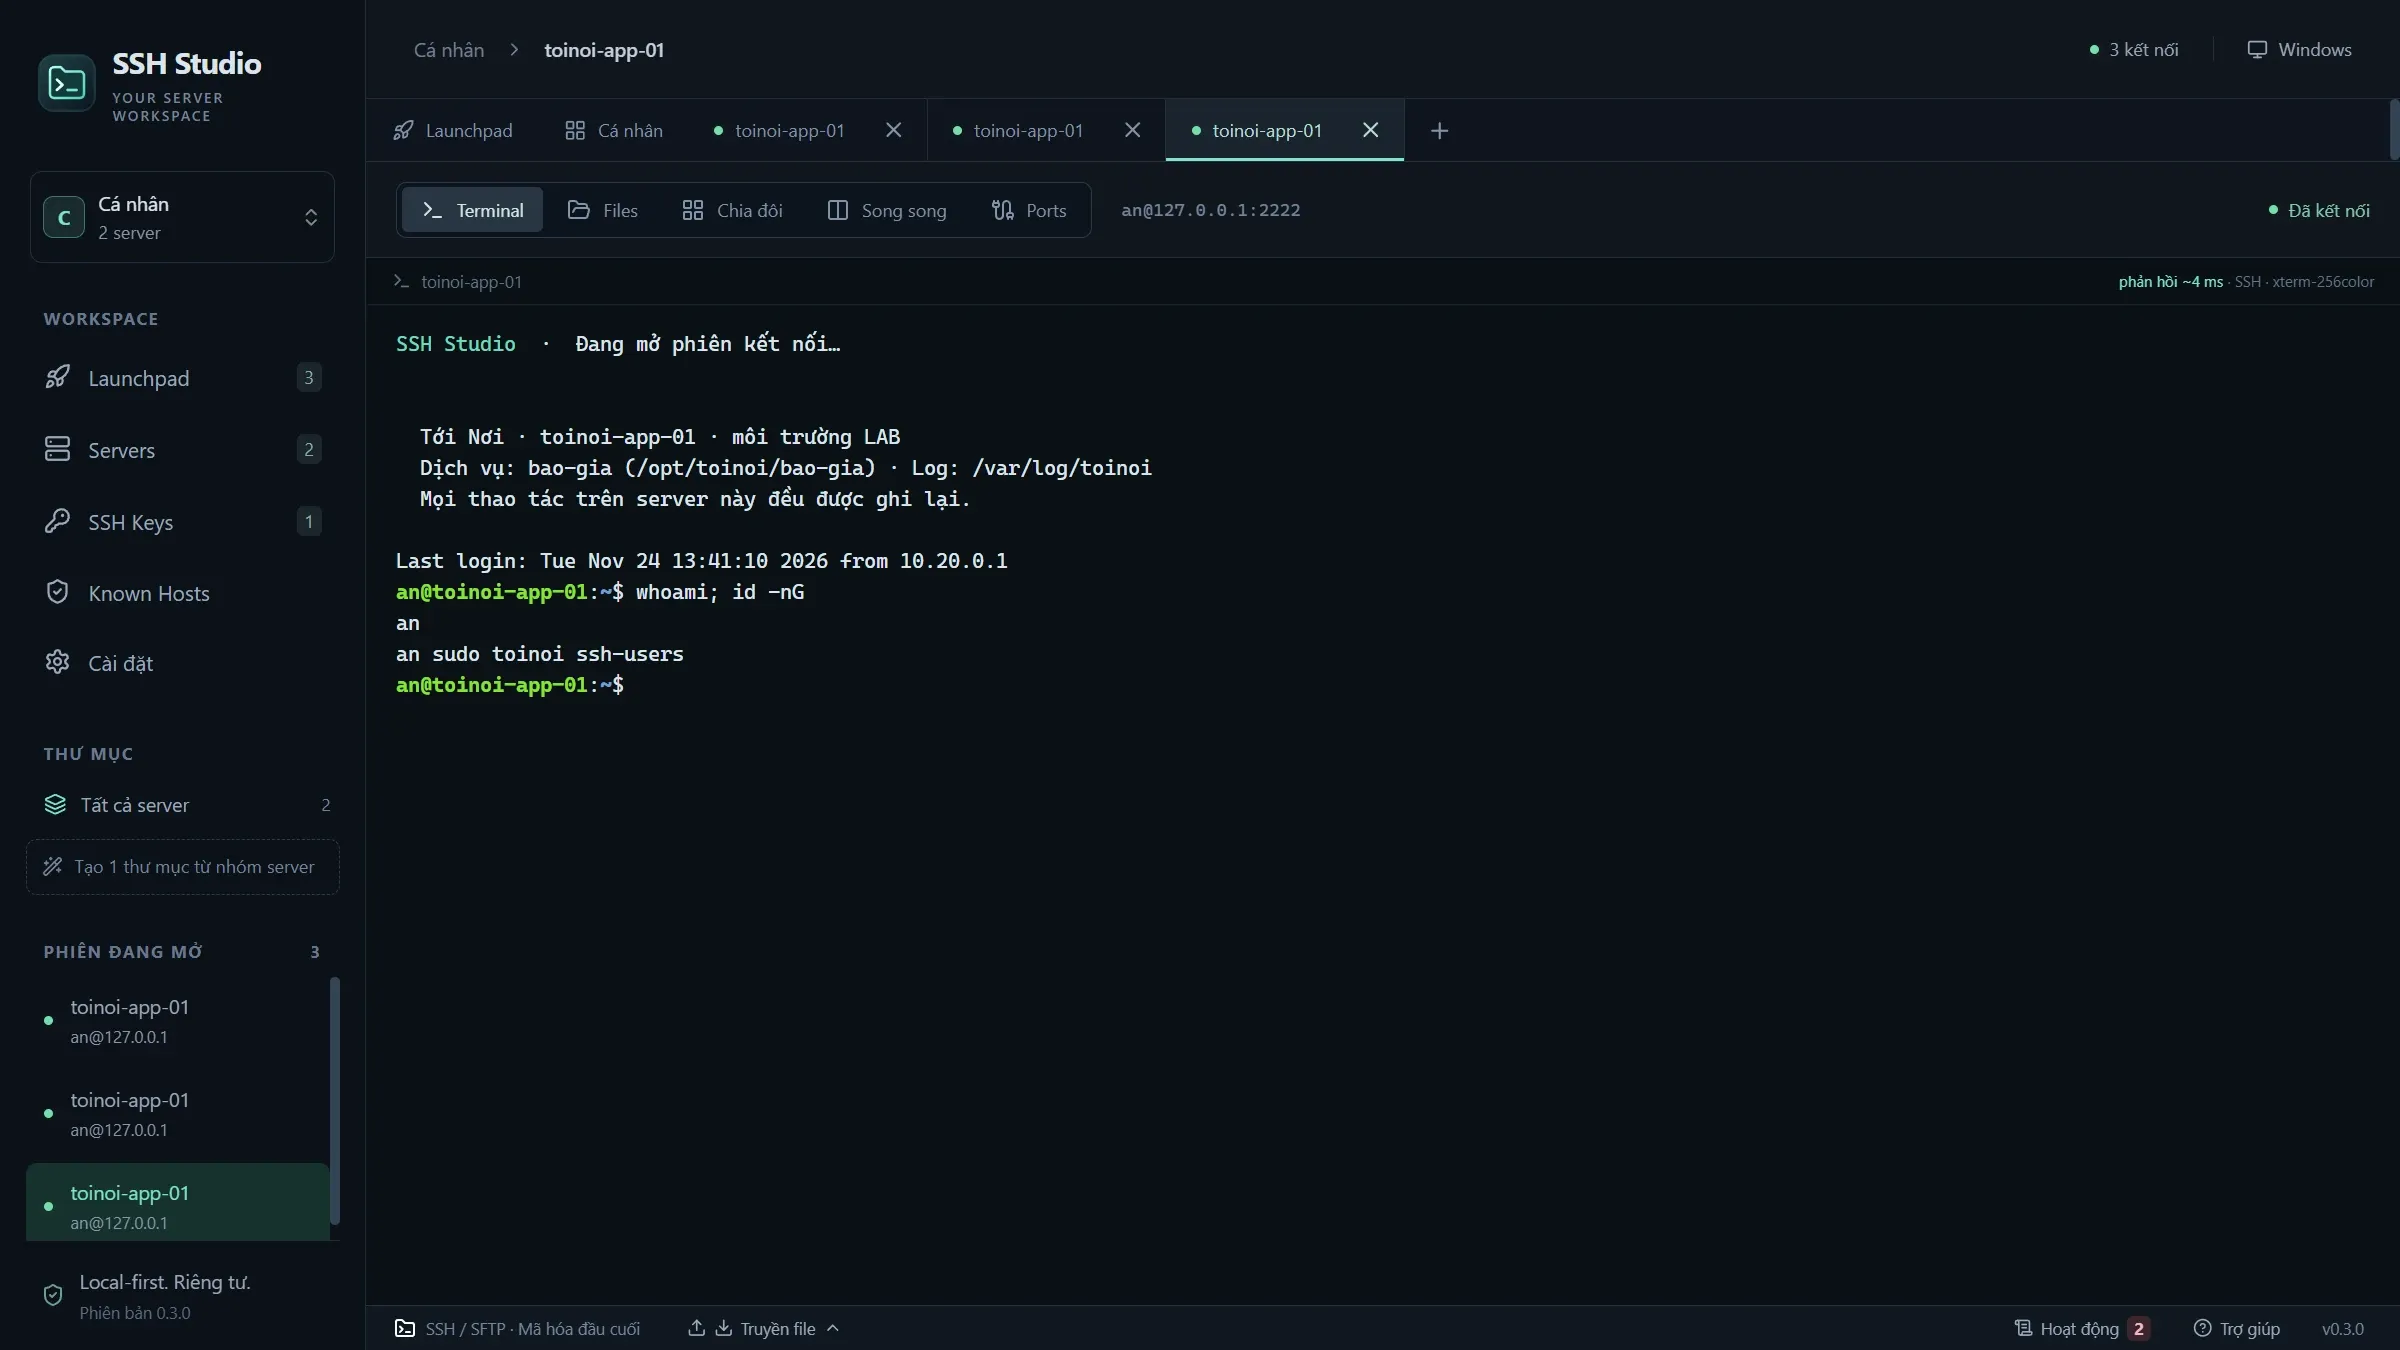 SSH Studio
YOUR SERVER
WORKSPACE
C
Cá nhân
2 server
WORKSPACE
Launchpad 3
Servers 2
SSH Keys 1
Known Hosts
Cài đặt
THƯ MỤC
Tất cả server 2
Tạo 1 thư mục từ nhóm server
PHIÊN ĐANG MỞ 3
toinoi-app-01
an@127.0.0.1
toinoi-app-01
an@127.0.0.1
toinoi-app-01
an@127.0.0.1
Local-first. Riêng tư.
Phiên bản 0.3.0
Cá nhân > toinoi-app-01
3 kết nối
Windows
Launchpad
Cá nhân
toinoi-app-01
toinoi-app-01
toinoi-app-01
Terminal
Files
Chia đôi
Song song
Ports
an@127.0.0.1:2222
Đã kết nối
toinoi-app-01
phản hồi ~4 ms · SSH · xterm-256color
SSH Studio · Đang mở phiên kết nối…
Tới Nơi · toinoi-app-01 · môi trường LAB
Dịch vụ: bao-gia (/opt/toinoi/bao-gia) · Log: /var/log/toinoi
Mọi thao tác trên server này đều được ghi lại.
Last login: Tue Nov 24 13:41:10 2026 from 10.20.0.1
an@toinoi-app-01:~$ whoami; id -nG
an
an sudo toinoi ssh-users
an@toinoi-app-01:~$
SSH / SFTP · Mã hóa đầu cuối
Truyền file
Hoạt động 2
Trợ giúp
v0.3.0